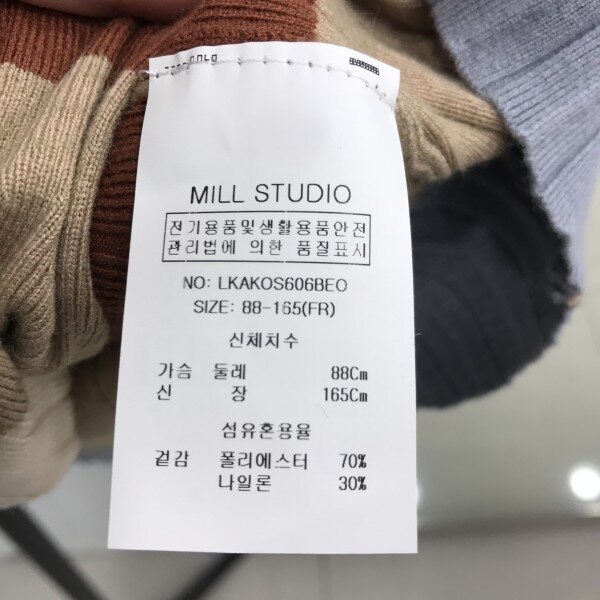 MILL STUDIO
전기용품및생활용품안전
관리법에 의한 품질표시
NO: LKAKOS606BEO
SIZE: 88-165(FR)
신체치수
가슴 둘레 88Cm
신 장 165Cm
섬유혼용율
겉감 폴리에스터 70%
나일론 30%